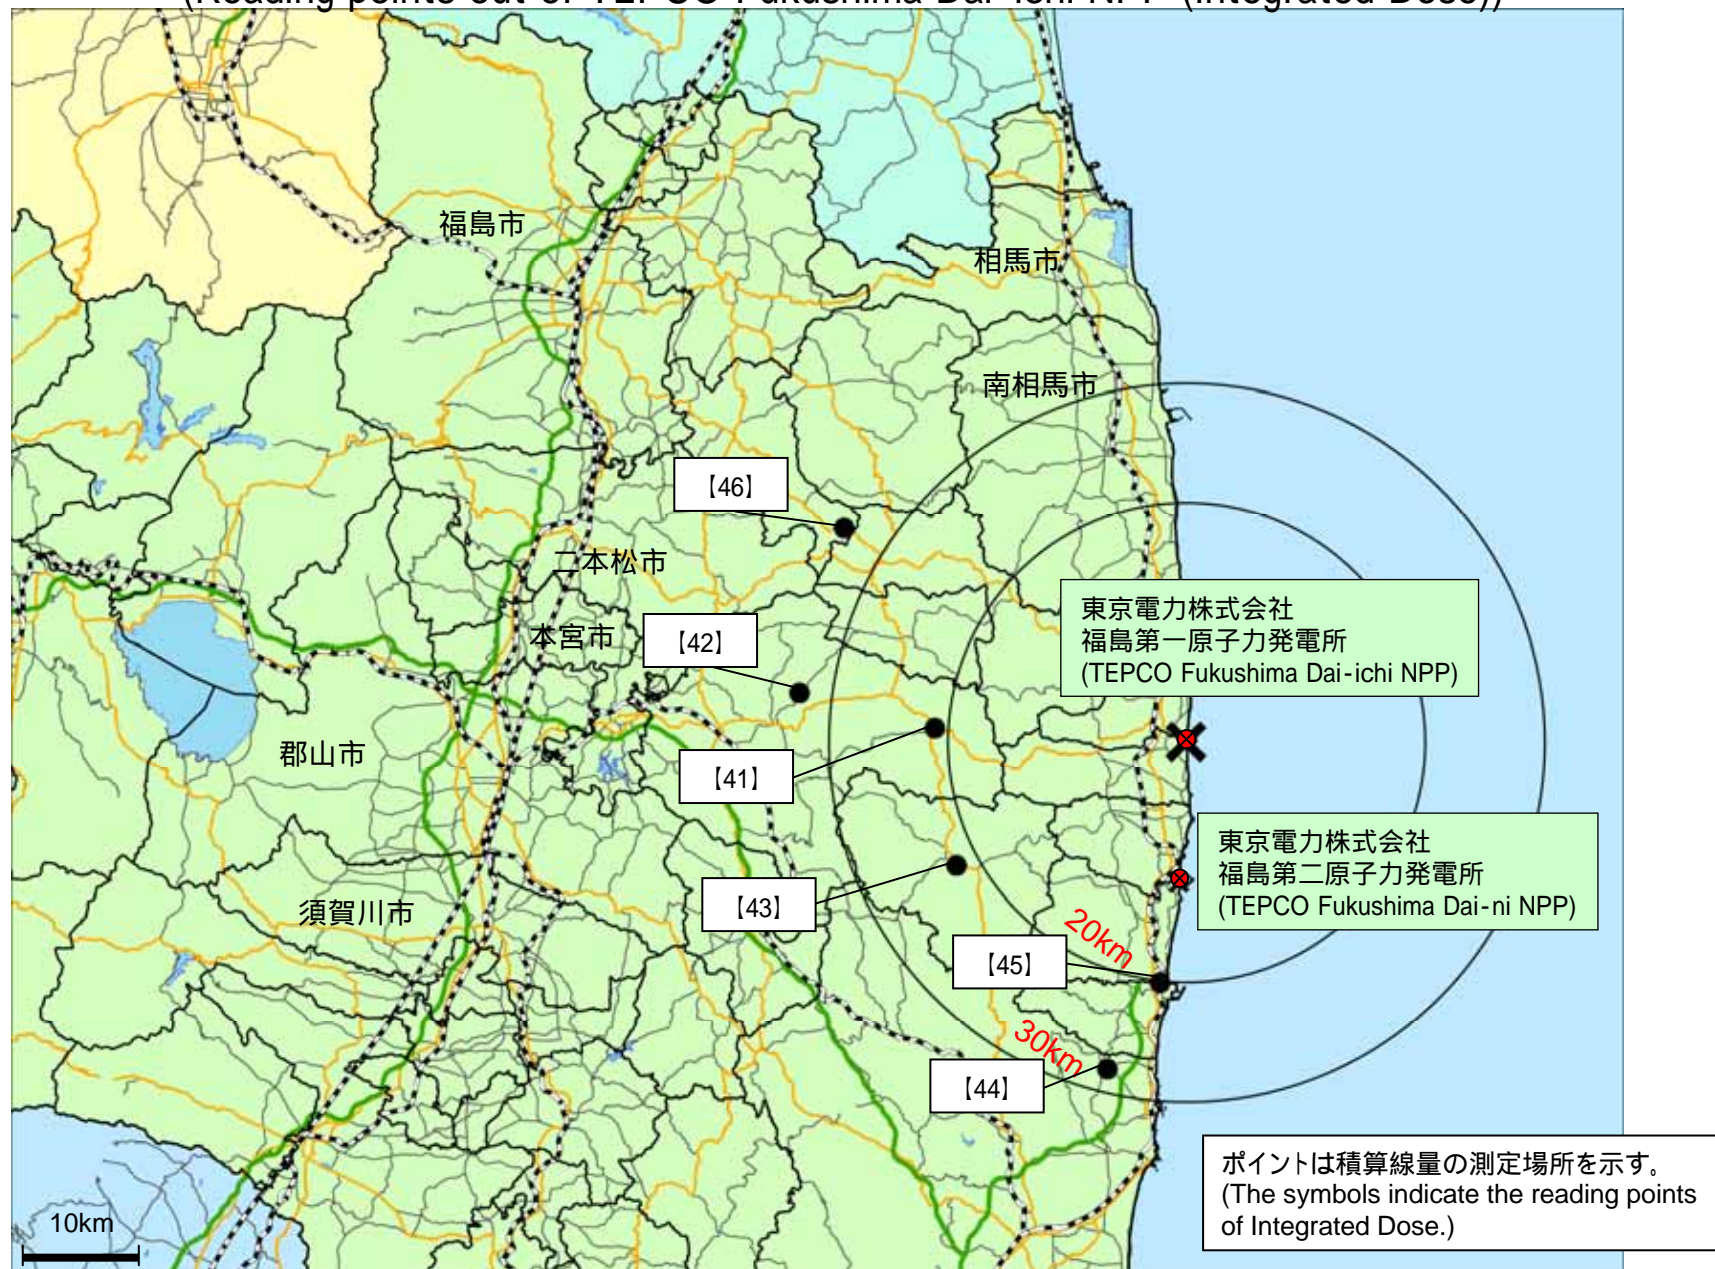 福島市
相馬市
南相馬市
【46】
二本松市
東京電力株式会社
福島第一原子力発電所
(TEPCO Fukushima Dai-ichi NPP)
本宮市
【42】
郡山市
【41】
東京電力株式会社
福島第二原子力発電所
(TEPCO Fukushima Dai-ni NPP)
須賀川市
【43】
20km
【45】
30km
【44】
ポイントは積算線量の測定場所を示す。
(The symbols indicate the reading points
of Integrated Dose.)
10km